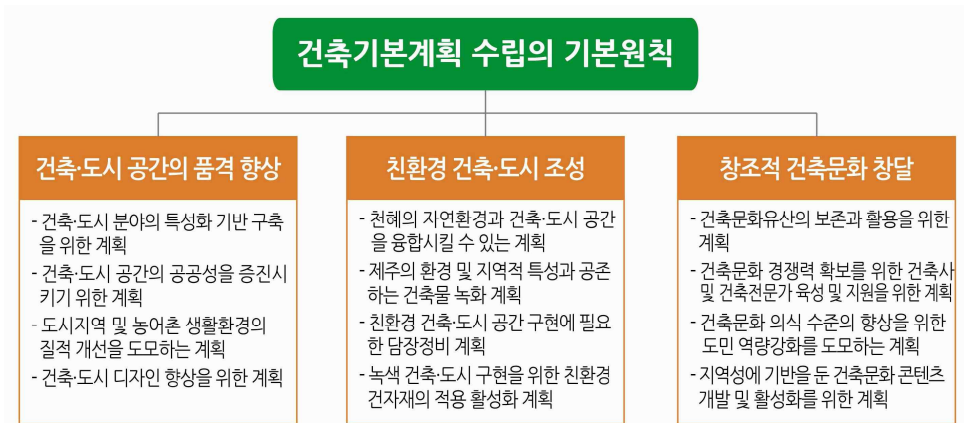 건축기본계획 수립의 기본원칙
건축·도시 공간의 품격 향상
- 건축·도시 분야의 특성화 기반 구축
을 위한 계획
- 건축·도시 공간의 공공성을 증진시
키기 위한 계획
- 도시지역 및 농어촌 생활환경의
질적 개선을 도모하는 계획
- 건축·도시 디자인 향상을 위한 계획
친환경 건축·도시 조성
- 천혜의 자연환경과 건축·도시 공간
을 융합시킬 수 있는 계획
- 제주의 환경 및 지역적 특성과 공존
하는 건축물 녹화 계획
- 친환경 건축·도시 공간 구현에 필요
한 담장정비 계획
- 녹색 건축·도시 구현을 위한 친환경
건자재의 적용 활성화 계획
창조적 건축문화 창달
- 건축문화유산의 보존과 활용을 위한
계획
- 건축문화 경쟁력 확보를 위한 건축사
및 건축전문가 육성 및 지원을 위한 계획
- 건축문화 의식 수준의 향상을 위한
도민 역량강화를 도모하는 계획
- 지역성에 기반을 둔 건축문화 콘텐츠
개발 및 활성화를 위한 계획